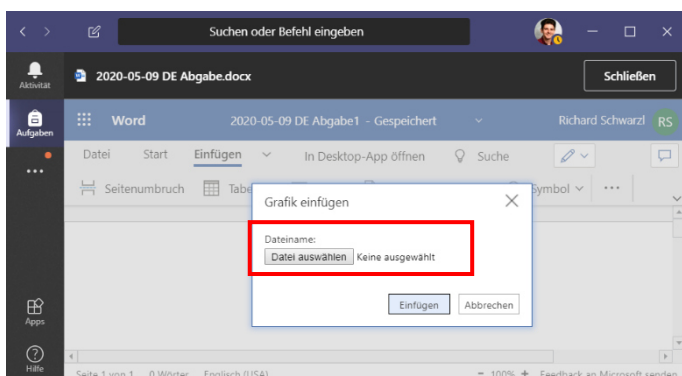 Suchen oder Befehl eingeben
Aktivität
2020-05-09 DE Abgabe.docx
Schließen
Aufgaben
Word
2020-05-09 DE Abgabe1 - Gespeichert
Richard Schwarzl RS
Datei Start Einfügen In Desktop-App öffnen Suche
Seitenumbruch Tabe Symbol
Grafik einfügen
Dateiname:
Datei auswählen Keine ausgewählt
Einfügen Abbrechen
Apps
Hilfe
Seite 1 von 1 0 Wörter Englisch (USA) − 100% + Feedback an Microsoft senden